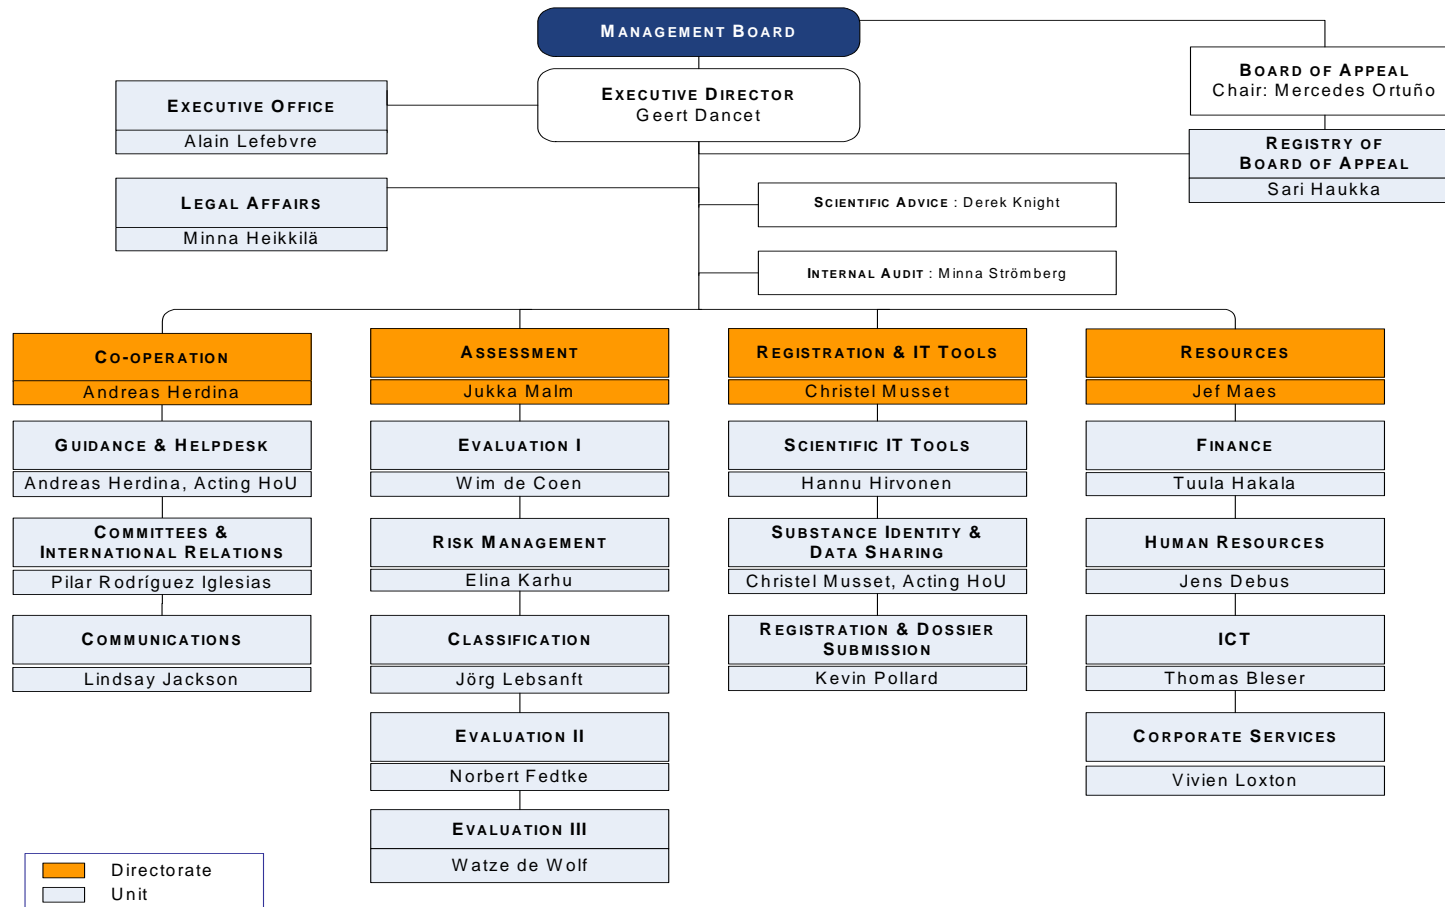 MANAGEMENT BOARD
EXECUTIVE DIRECTOR
Geert Dancet
BOARD OF APPEAL
Chair: Mercedes Ortuño
REGISTRY OF
BOARD OF APPEAL
Sari Haukka
EXECUTIVE OFFICE
Alain Lefebvre
LEGAL AFFAIRS
Minna Heikkilä
SCIENTIFIC ADVICE : Derek Knight
INTERNAL AUDIT : Minna Strömberg
CO-OPERATION
Andreas Herdina
GUIDANCE & HELPDESK
Andreas Herdina, Acting HoU
COMMITTEES &
INTERNATIONAL RELATIONS
Pilar Rodríguez Iglesias
COMMUNICATIONS
Lindsay Jackson
ASSESSMENT
Jukka Malm
EVALUATION I
Wim de Coen
RISK MANAGEMENT
Elina Karhu
CLASSIFICATION
Jörg Lebsanft
EVALUATION II
Norbert Fedtke
EVALUATION III
Watze de Wolf
REGISTRATION & IT TOOLS
Christel Musset
SCIENTIFIC IT TOOLS
Hannu Hirvonen
SUBSTANCE IDENTITY &
DATA SHARING
Christel Musset, Acting HoU
REGISTRATION & DOSSIER
SUBMISSION
Kevin Pollard
RESOURCES
Jef Maes
FINANCE
Tuula Hakala
HUMAN RESOURCES
Jens Debus
ICT
Thomas Bleser
CORPORATE SERVICES
Vivien Loxton
Directorate
Unit